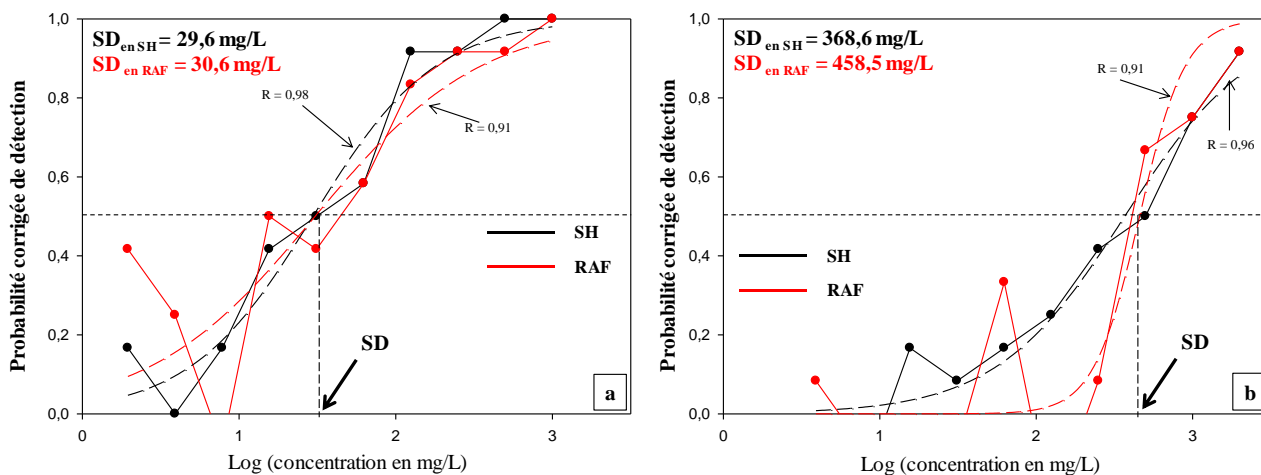 1,0
0,8
0,6
0,4
0,2
0,0
Probabilité corrigée de détection
SD en SH = 29,6 mg/L
SD en RAF = 30,6 mg/L
R = 0,98
R = 0,91
SH
RAF
SD
a
0 1 2 3
Log (concentration en mg/L)
1,0
0,8
0,6
0,4
0,2
0,0
Probabilité corrigée de détection
SD en SH = 368,6 mg/L
SD en RAF = 458,5 mg/L
R = 0,91
R = 0,96
SH
RAF
SD
b
0 1 2 3
Log (concentration en mg/L)